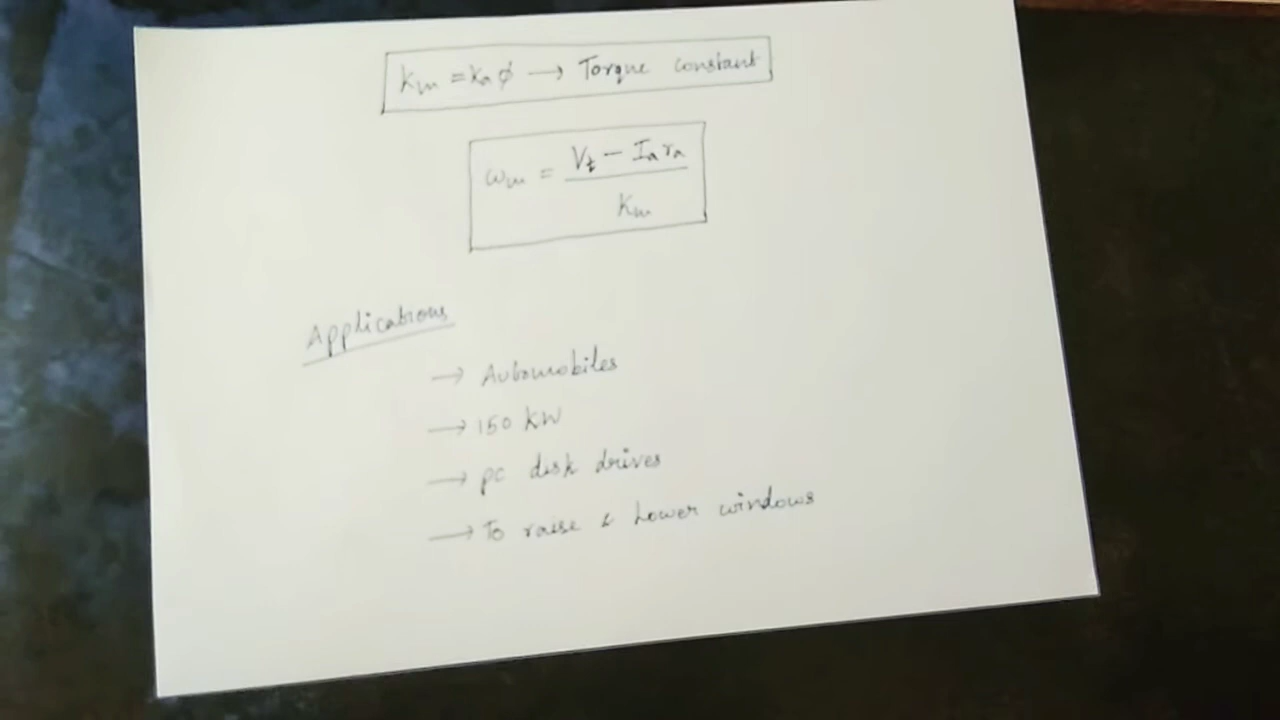 Km = Ka ϕ → Torque constant
ωm = Vt - Ia ra / Km
Applications
→ Automobiles
→ 150 KW
→ PC disk drives
→ To raise & Lower windows